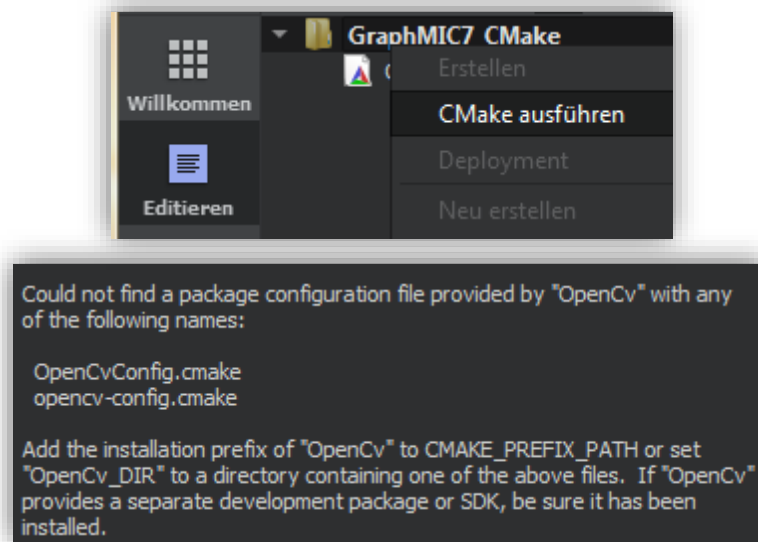 GraphMIC7 CMake
Erstellen
Willkommen
CMake ausführen
Deployment
Editieren
Neu erstellen
Could not find a package configuration file provided by "OpenCv" with any
of the following names:
OpenCvConfig.cmake
opencv-config.cmake
Add the installation prefix of "OpenCv" to CMAKE_PREFIX_PATH or set
"OpenCv_DIR" to a directory containing one of the above files. If "OpenCv"
provides a separate development package or SDK, be sure it has been
installed.